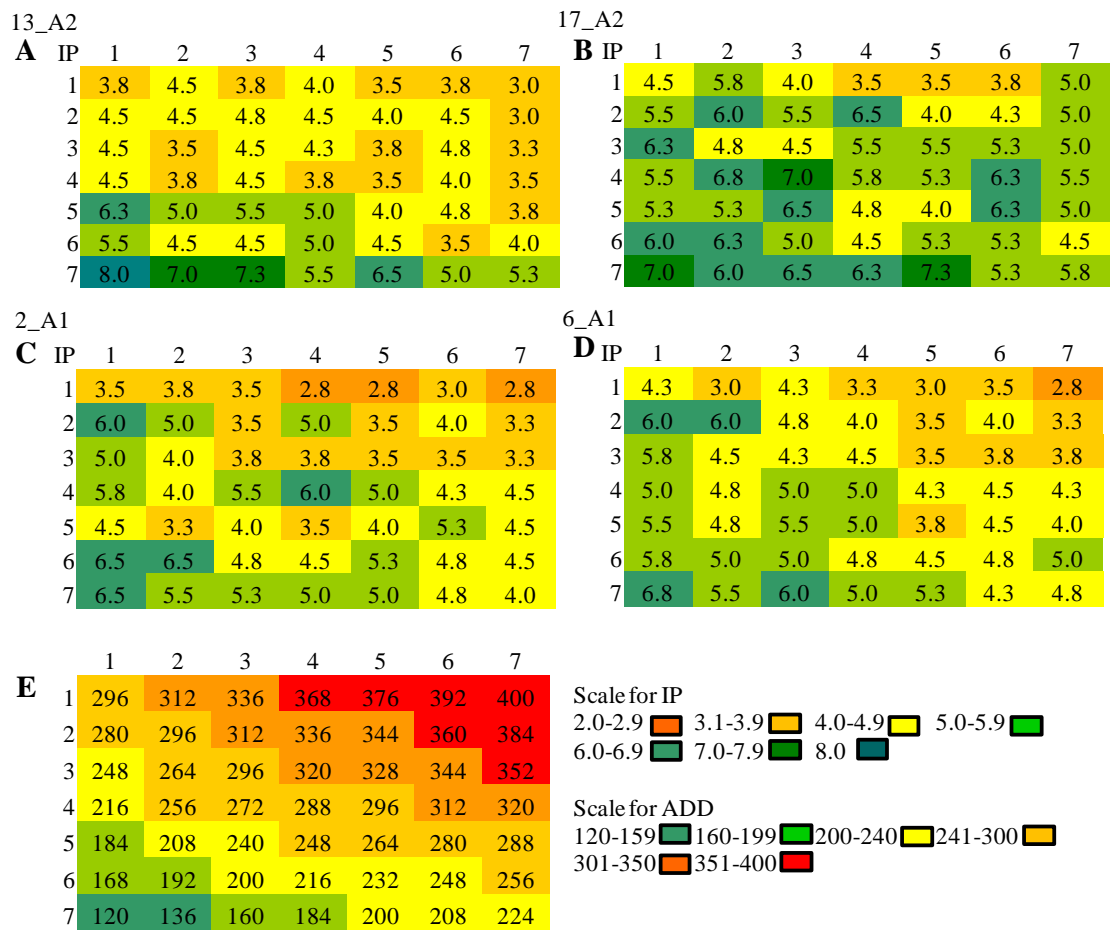 13_A2
A IP 1 2 3 4 5 6 7
1 3.8 4.5 3.8 4.0 3.5 3.8 3.0
2 4.5 4.5 4.8 4.5 4.0 4.5 3.0
3 4.5 3.5 4.5 4.3 3.8 4.8 3.3
4 4.5 3.8 4.5 3.8 3.5 4.0 3.5
5 6.3 5.0 5.5 5.0 4.0 4.8 3.8
6 5.5 4.5 4.5 5.0 4.5 3.5 4.0
7 8.0 7.0 7.3 5.5 6.5 5.0 5.3
17_A2
B IP 1 2 3 4 5 6 7
1 4.5 5.8 4.0 3.5 3.5 3.8 5.0
2 5.5 6.0 5.5 6.5 4.0 4.3 5.0
3 6.3 4.8 4.5 5.5 5.5 5.3 5.0
4 5.5 6.8 7.0 5.8 5.3 6.3 5.5
5 5.3 5.3 6.5 4.8 4.0 6.3 5.0
6 6.0 6.3 5.0 4.5 5.3 5.3 4.5
7 7.0 6.0 6.5 6.3 7.3 5.3 5.8
2_A1
C IP 1 2 3 4 5 6 7
1 3.5 3.8 3.5 2.8 2.8 3.0 2.8
2 6.0 5.0 3.5 5.0 3.5 4.0 3.3
3 5.0 4.0 3.8 3.8 3.5 3.5 3.3
4 5.8 4.0 5.5 6.0 5.0 4.3 4.5
5 4.5 3.3 4.0 3.5 4.0 5.3 4.5
6 6.5 6.5 4.8 4.5 5.3 4.8 4.5
7 6.5 5.5 5.3 5.0 5.0 4.8 4.0
6_A1
D IP 1 2 3 4 5 6 7
1 4.3 3.0 4.3 3.3 3.0 3.5 2.8
2 6.0 6.0 4.8 4.0 3.5 4.0 3.3
3 5.8 4.5 4.3 4.5 3.5 3.8 3.8
4 5.0 4.8 5.0 5.0 4.3 4.5 4.3
5 5.5 4.8 5.5 5.0 3.8 4.5 4.0
6 5.8 5.0 5.0 4.8 4.5 4.8 5.0
7 6.8 5.5 6.0 5.0 5.3 4.3 4.8
E 1 2 3 4 5 6 7
1 296 312 336 368 376 392 400
2 280 296 312 336 344 360 384
3 248 264 296 320 328 344 352
4 216 256 272 288 296 312 320
5 184 208 240 248 264 280 288
6 168 192 200 216 232 248 256
7 120 136 160 184 200 208 224
Scale for IP
2.0-2.9 3.1-3.9 4.0-4.9 5.0-5.9
6.0-6.9 7.0-7.9 8.0
Scale for ADD
120-159 160-199 200-240 241-300
301-350 351-400